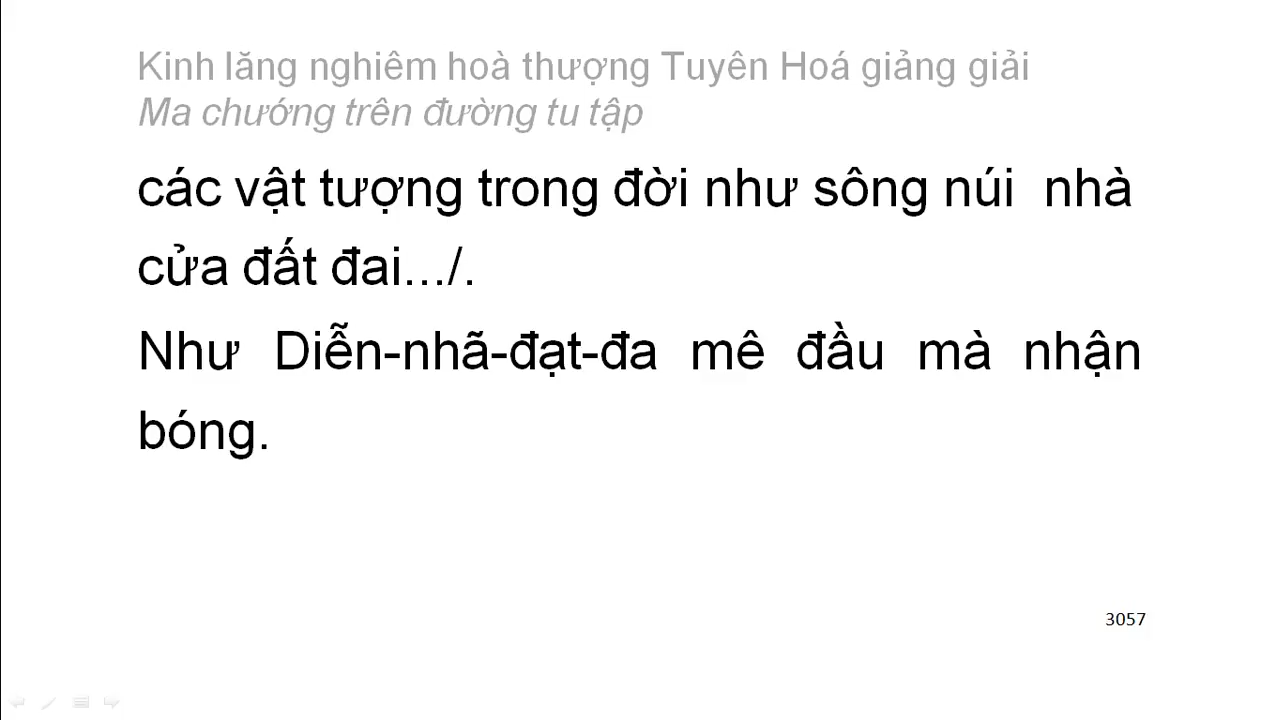 Kinh lăng nghiêm hoà thượng Tuyên Hoá giảng giải
Ma chướng trên đường tu tập
các vật tượng trong đời như sông núi  nhà
cửa đất đai.../.
Như Diễn-nhã-đạt-đa mê đầu mà nhận
bóng.
3057